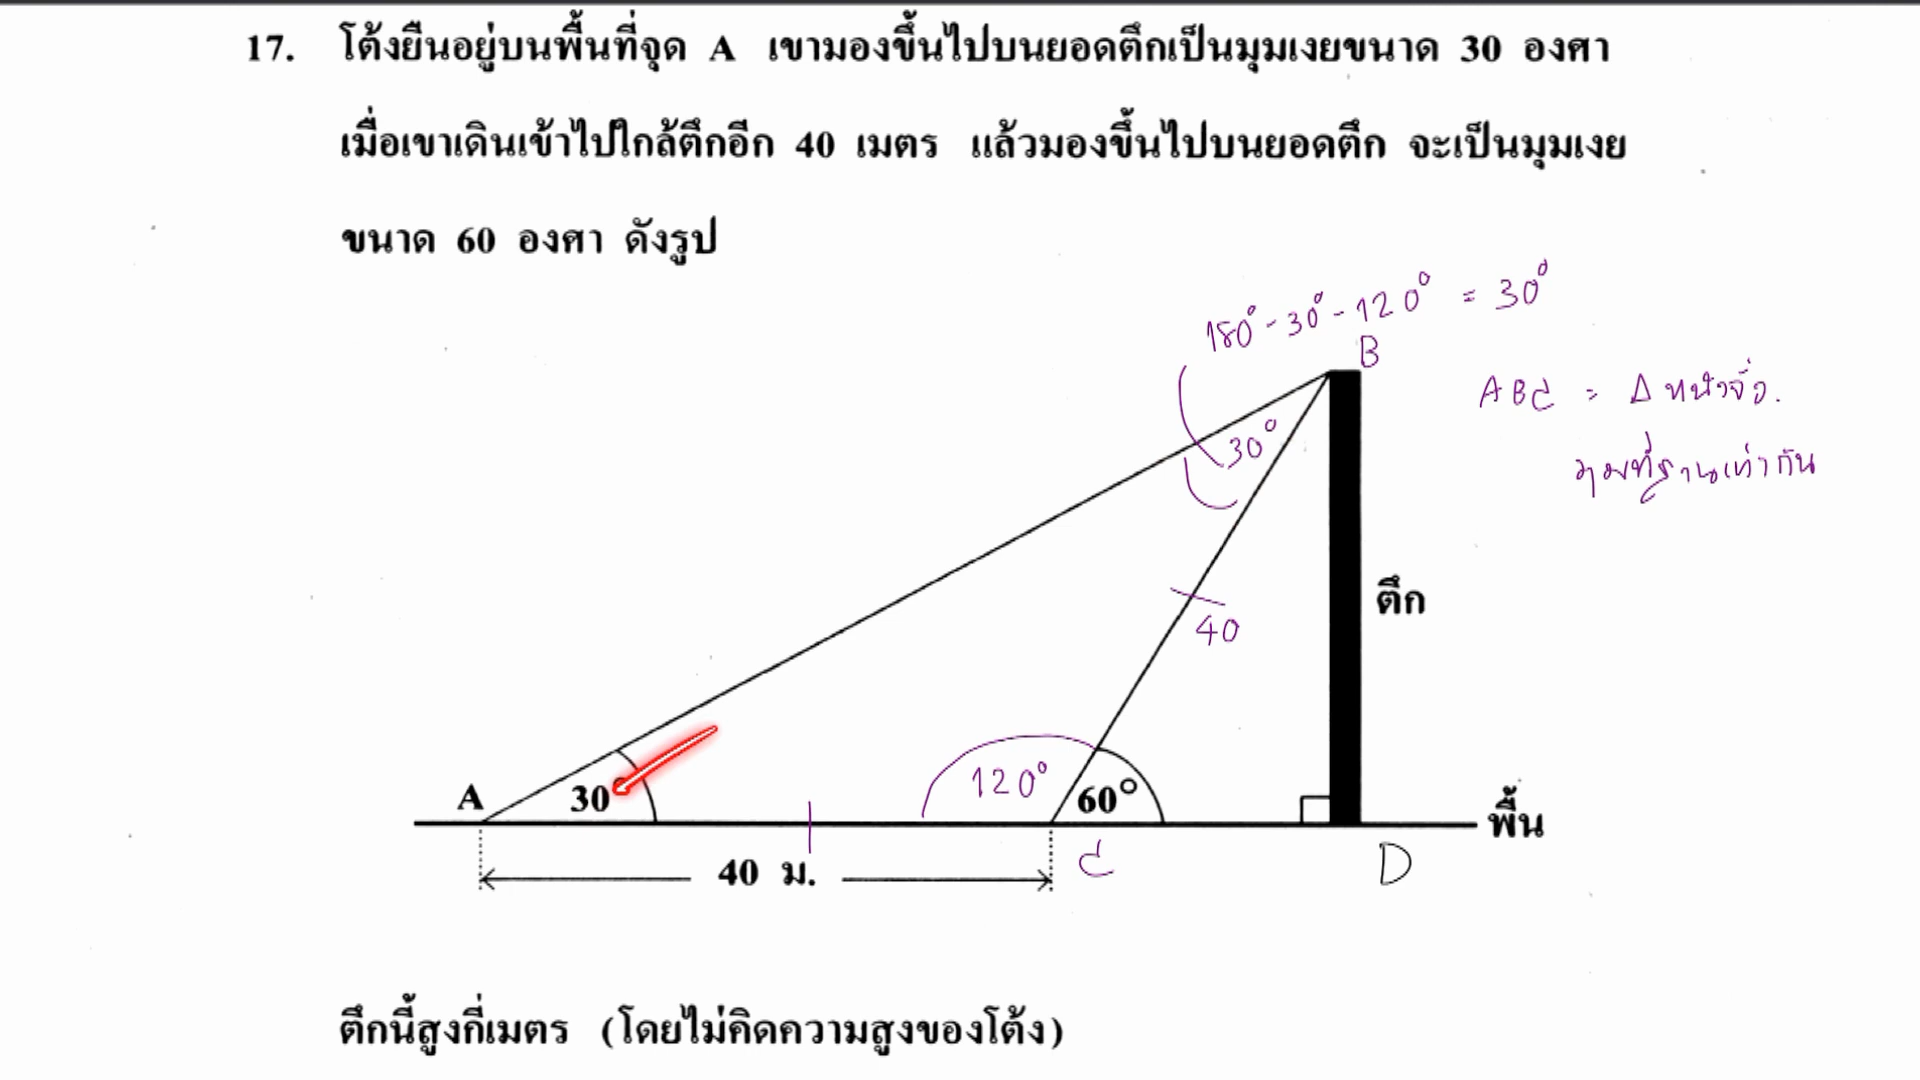 17. โต้งยืนอยู่บนพื้นที่จุด A เขามองขึ้นไปบนยอดตึกเป็นมุมเงยขนาด 30 องศา
เมื่อเขาเดินเข้าไปใกล้ตึกอีก 40 เมตร แล้วมองขึ้นไปบนยอดตึก จะเป็นมุมเงย
ขนาด 60 องศา ดังรูป
180° - 30° - 120° = 30°
B
ABC = Δ หน้าจั่ว.
มุมที่ฐานเท่ากัน
30°
ตึก
40
A 30° 120° 60° พื้น
40 ม. C D
ตึกนี้สูงกี่เมตร (โดยไม่คิดความสูงของโต้ง)